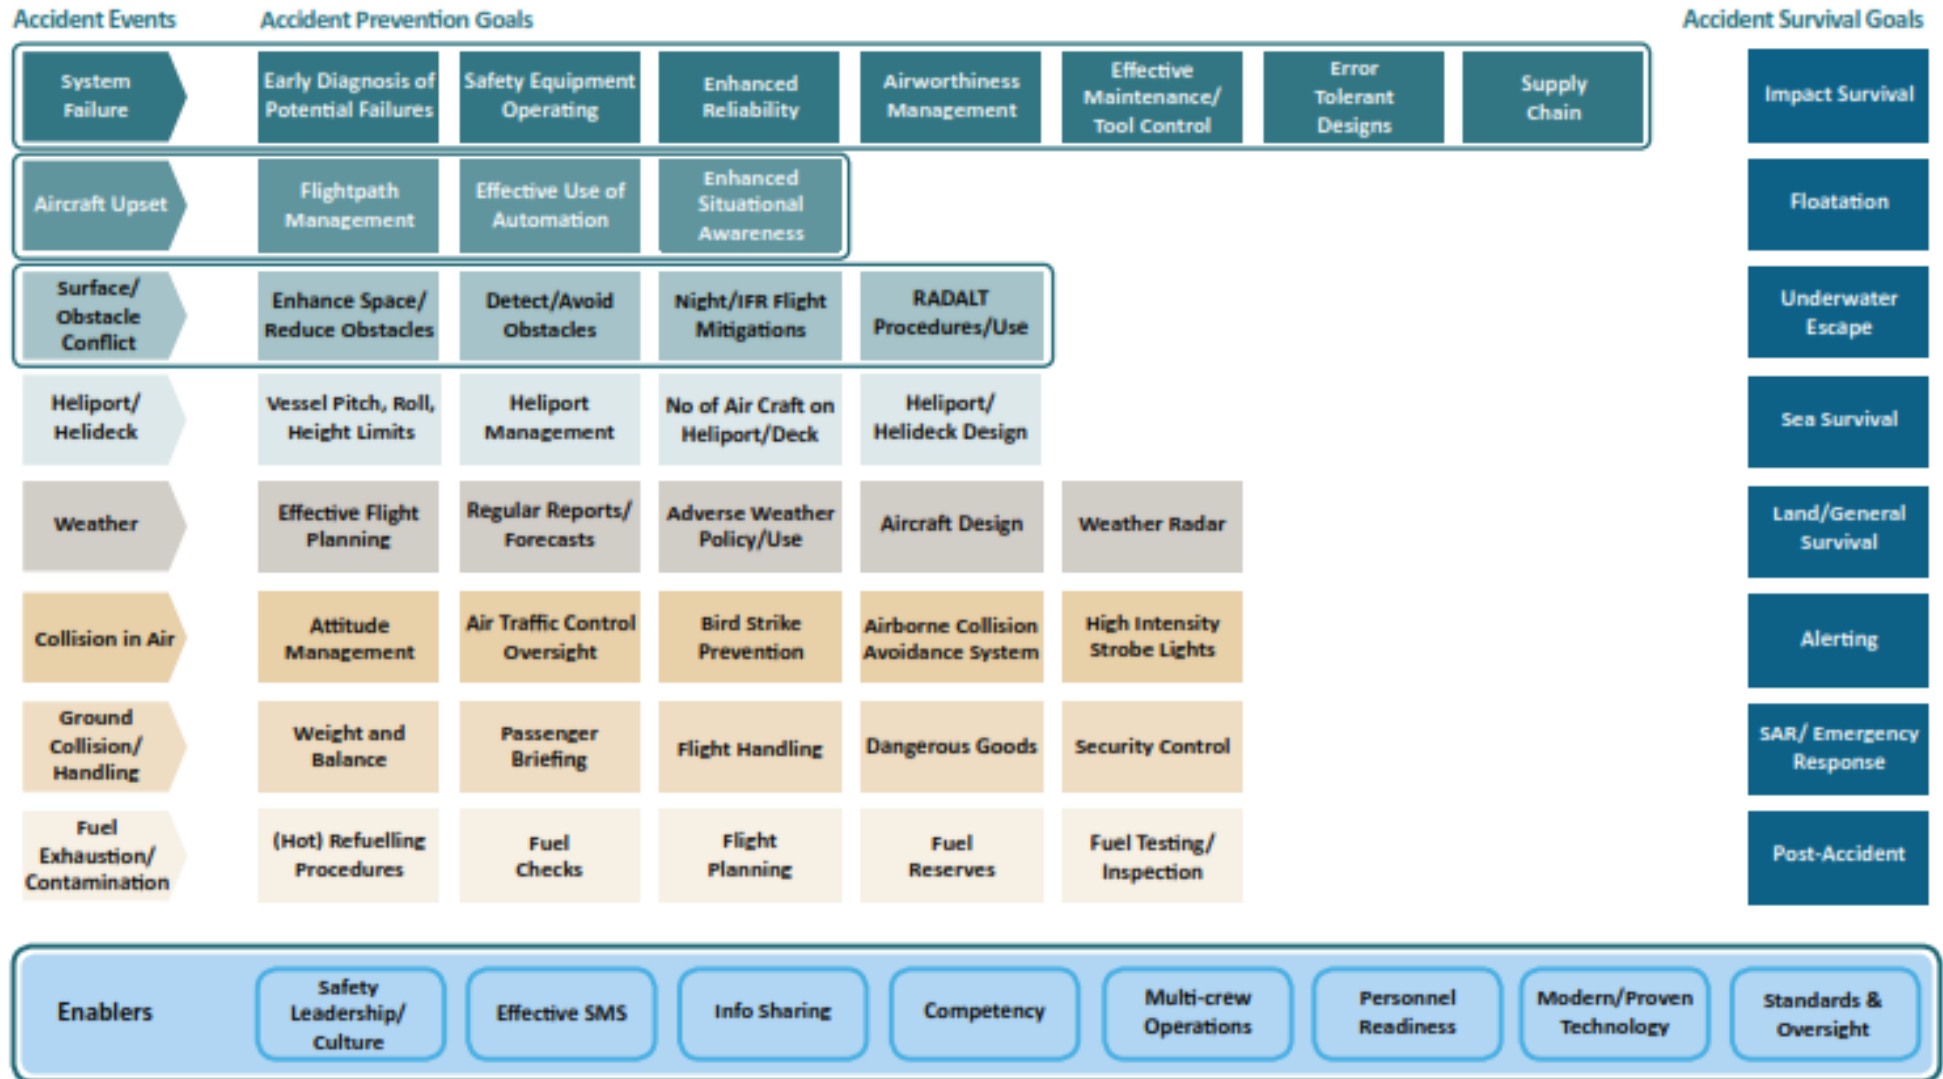 Accident Events
Accident Prevention Goals
Accident Survival Goals
System
Failure
Early Diagnosis of
Potential Failures
Safety Equipment
Operating
Enhanced
Reliability
Airworthiness
Management
Effective
Maintenance/
Tool Control
Error
Tolerant
Designs
Supply
Chain
Impact Survival
Aircraft Upset
Flightpath
Management
Effective Use of
Automation
Enhanced
Situational
Awareness
Floatation
Surface/
Obstacle
Conflict
Enhance Space/
Reduce Obstacles
Detect/Avoid
Obstacles
Night/IFR Flight
Mitigations
RADALT
Procedures/Use
Underwater
Escape
Heliport/
Helideck
Vessel Pitch, Roll,
Height Limits
Heliport
Management
No of Air Craft on
Heliport/Deck
Heliport/
Helideck Design
Sea Survival
Weather
Effective Flight
Planning
Regular Reports/
Forecasts
Adverse Weather
Policy/Use
Aircraft Design
Weather Radar
Land/General
Survival
Collision in Air
Attitude
Management
Air Traffic Control
Oversight
Bird Strike
Prevention
Airborne Collision
Avoidance System
High Intensity
Strobe Lights
Alerting
Ground
Collision/
Handling
Weight and
Balance
Passenger
Briefing
Flight Handling
Dangerous Goods
Security Control
SAR/ Emergency
Response
Fuel
Exhaustion/
Contamination
(Hot) Refuelling
Procedures
Fuel
Checks
Flight
Planning
Fuel
Reserves
Fuel Testing/
Inspection
Post-Accident
Enablers
Safety
Leadership/
Culture
Effective SMS
Info Sharing
Competency
Multi-crew
Operations
Personnel
Readiness
Modern/Proven
Technology
Standards &
Oversight